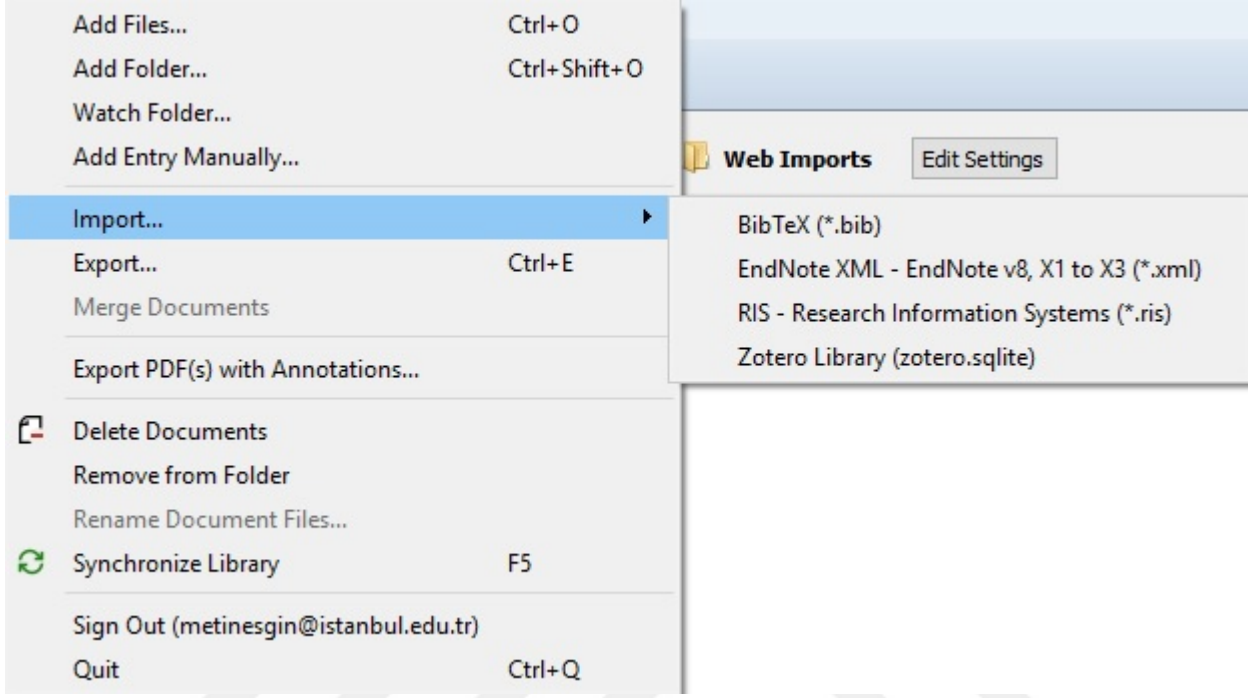 Add Files... Ctrl+O
Add Folder... Ctrl+Shift+O
Watch Folder...
Add Entry Manually...
Import...
Export... Ctrl+E
Merge Documents
Export PDF(s) with Annotations...
Delete Documents
Remove from Folder
Rename Document Files...
Synchronize Library F5
Sign Out (metinesgin@istanbul.edu.tr)
Quit Ctrl+Q
Web Imports Edit Settings
BibTeX (*.bib)
EndNote XML - EndNote v8, X1 to X3 (*.xml)
RIS - Research Information Systems (*.ris)
Zotero Library (zotero.sqlite)